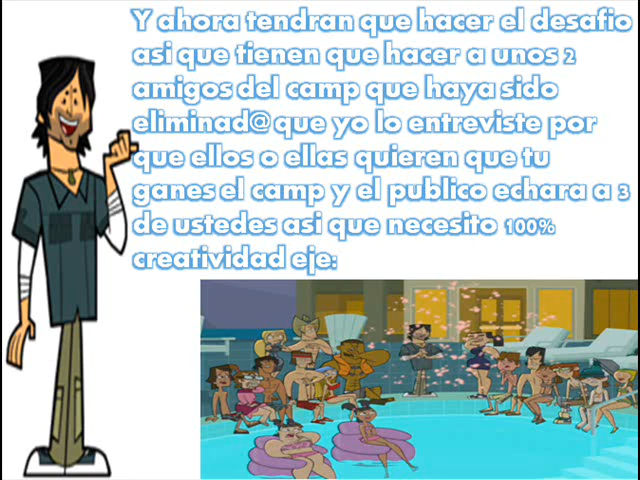 Y ahora tendran que hacer el desafio
asi que tienen que hacer a unos 2
amigos del camp que haya sido
eliminad@ que yo lo entreviste por
que ellos o ellas quieren que tu
ganes el camp y el publico echara a 3
de ustedes asi que necesito 100%
creatividad eje: